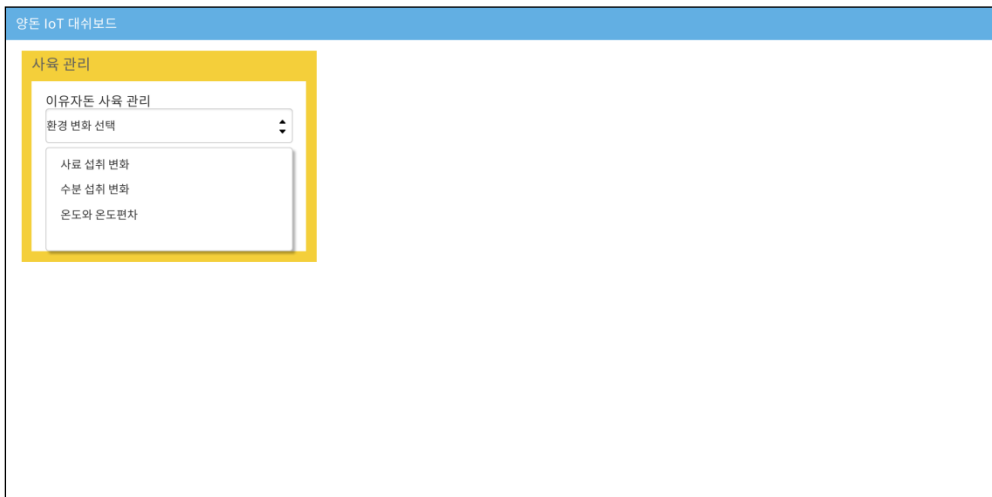 양돈 IoT 대쉬보드
사육 관리
이유자돈 사육 관리
환경 변화 선택
사료 섭취 변화
수분 섭취 변화
온도와 온도편차